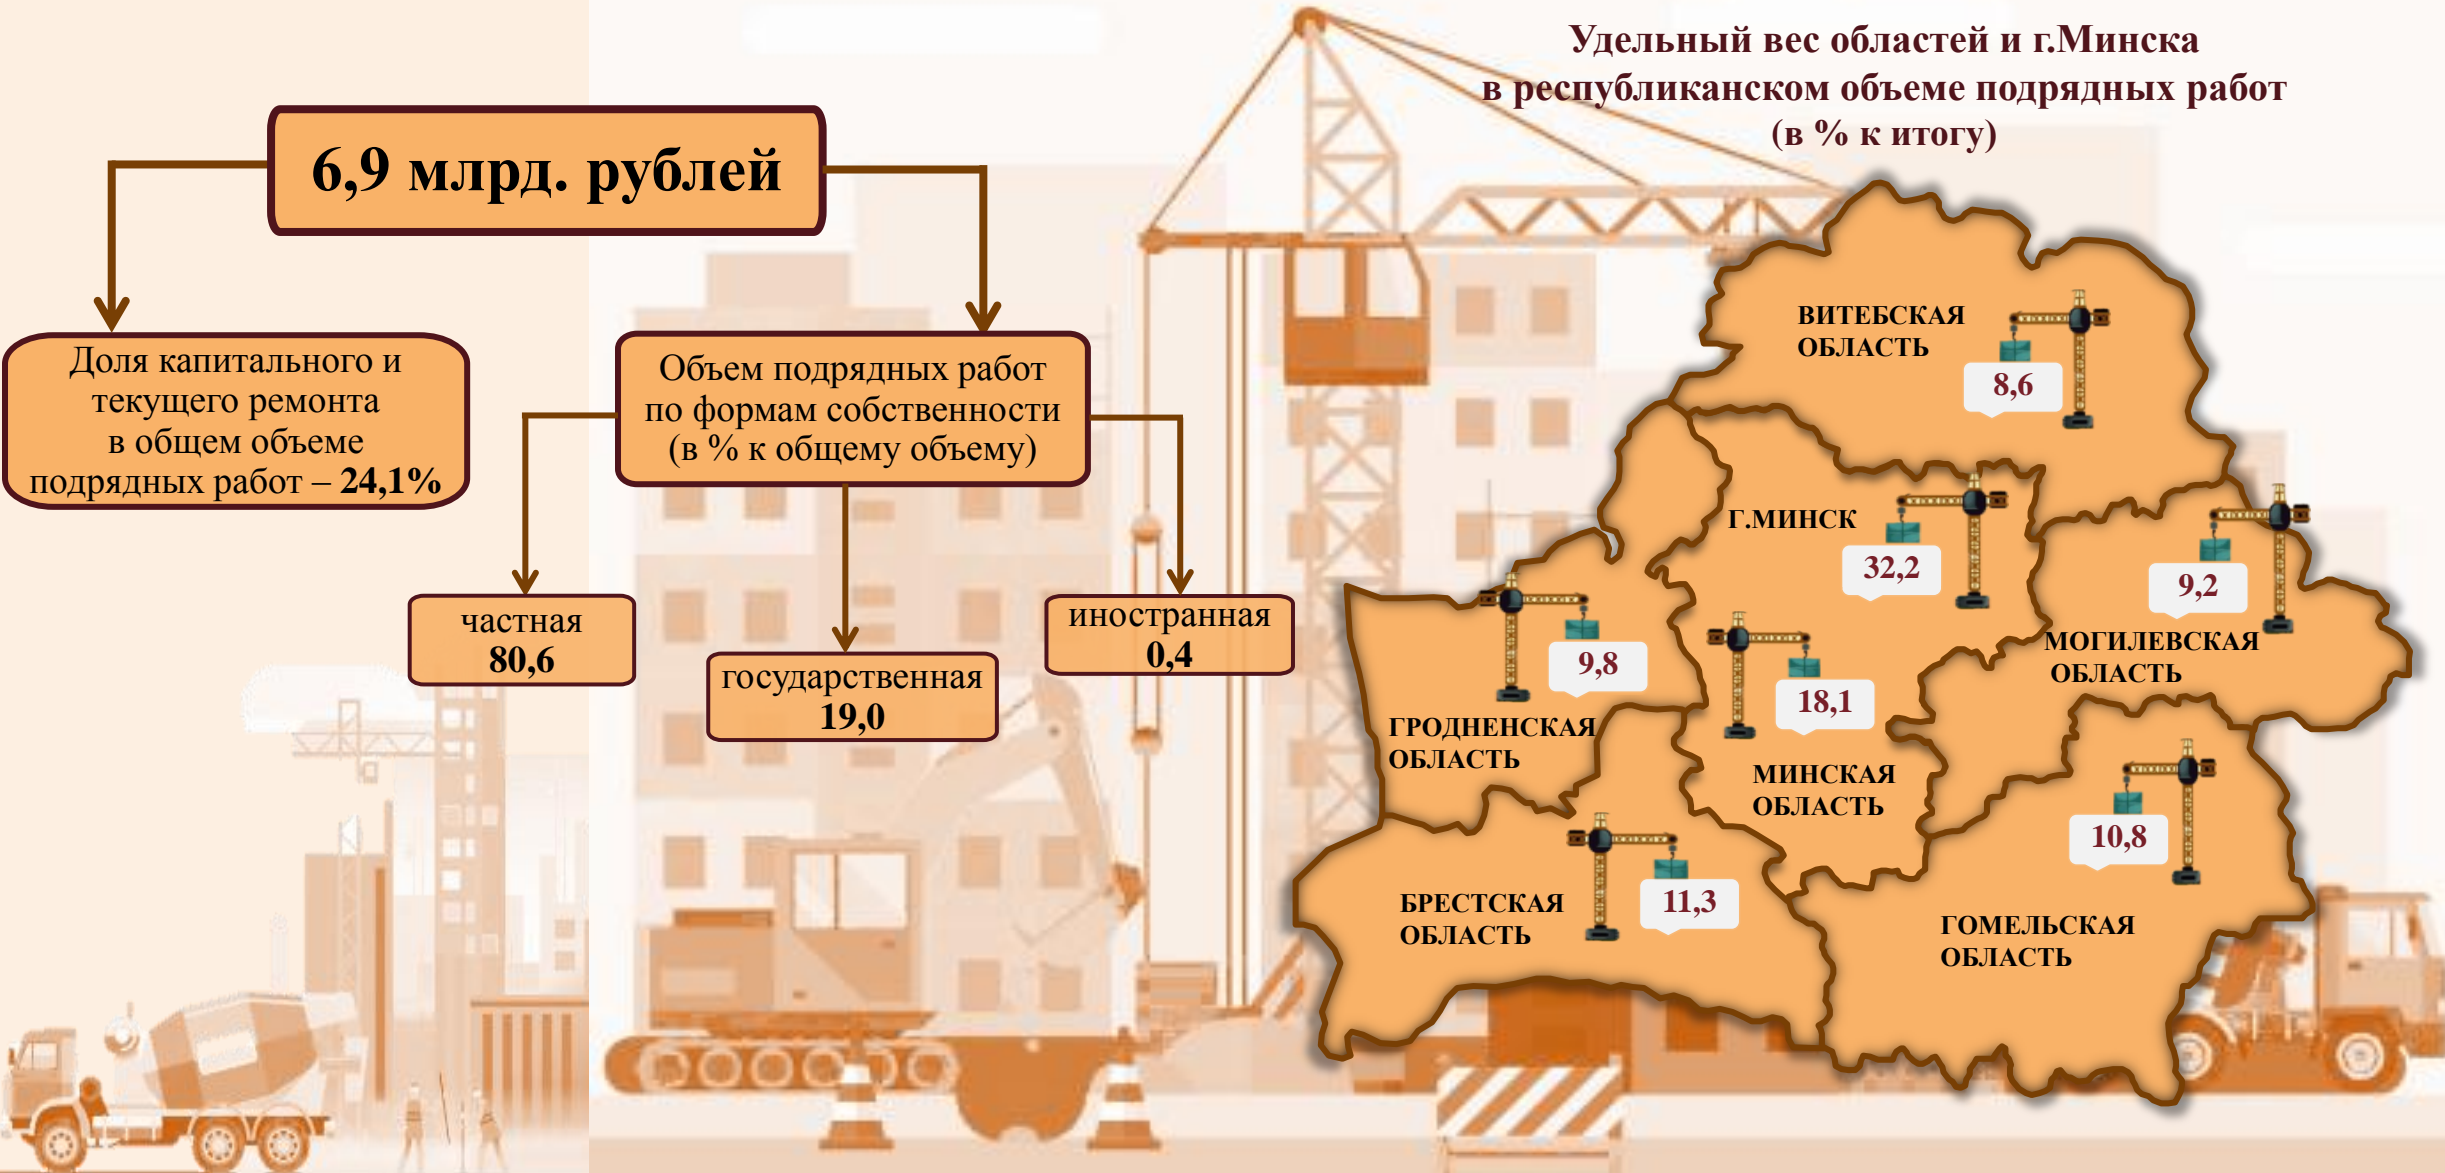 Удельный вес областей и г.Минска
в республиканском объеме подрядных работ
(в % к итогу)
6,9 млрд. рублей
Доля капитального и
текущего ремонта
в общем объеме
подрядных работ – 24,1%
Объем подрядных работ
по формам собственности
(в % к общему объему)
частная
80,6
государственная
19,0
иностранная
0,4
ВИТЕБСКАЯ
ОБЛАСТЬ
8,6
Г.МИНСК
32,2
9,2
МОГИЛЕВСКАЯ
ОБЛАСТЬ
9,8
ГРОДНЕНСКАЯ
ОБЛАСТЬ
18,1
МИНСКАЯ
ОБЛАСТЬ
10,8
ГОМЕЛЬСКАЯ
ОБЛАСТЬ
11,3
БРЕСТСКАЯ
ОБЛАСТЬ